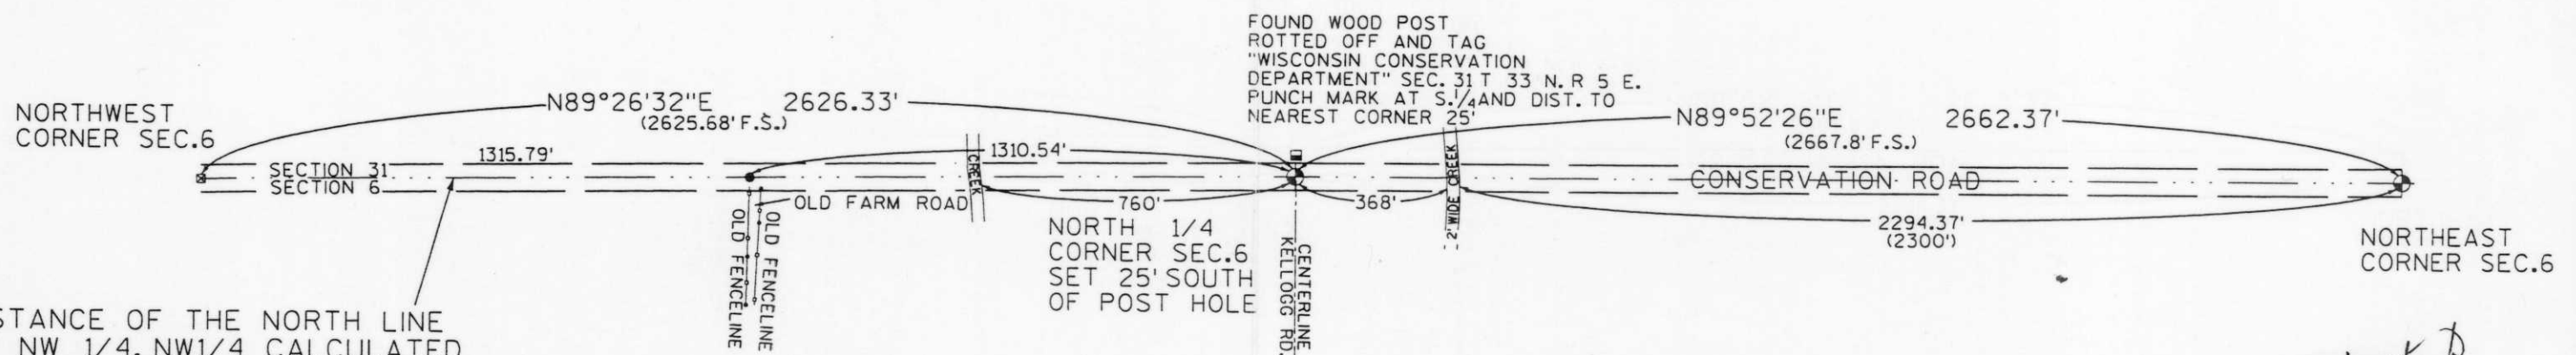 FOUND WOOD POST
ROTTED OFF AND TAG
"WISCONSIN CONSERVATION
DEPARTMENT" SEC. 31 T 33 N. R 5 E.
PUNCH MARK AT S.¼ AND DIST. TO
NEAREST CORNER 25'
NORTHWEST
CORNER SEC.6
N89°26'32"E 2626.33'
(2625.68' F.S.)
N89°52'26"E 2662.37'
(2667.8' F.S.)
1315.79'
1310.54'
SECTION 31
SECTION 6
CREEK
2' WIDE CREEK
CONSERVATION ROAD
OLD FARM ROAD
760'
368'
2294.37'
(2300')
OLD FENCELINE
OLD FENCELINE
NORTH 1/4
CORNER SEC.6
SET 25' SOUTH
OF POST HOLE
CENTERLINE
KELLOGG RD.
NORTHEAST
CORNER SEC.6
STANCE OF THE NORTH LINE
NW 1/4, NW1/4 CALCULATED